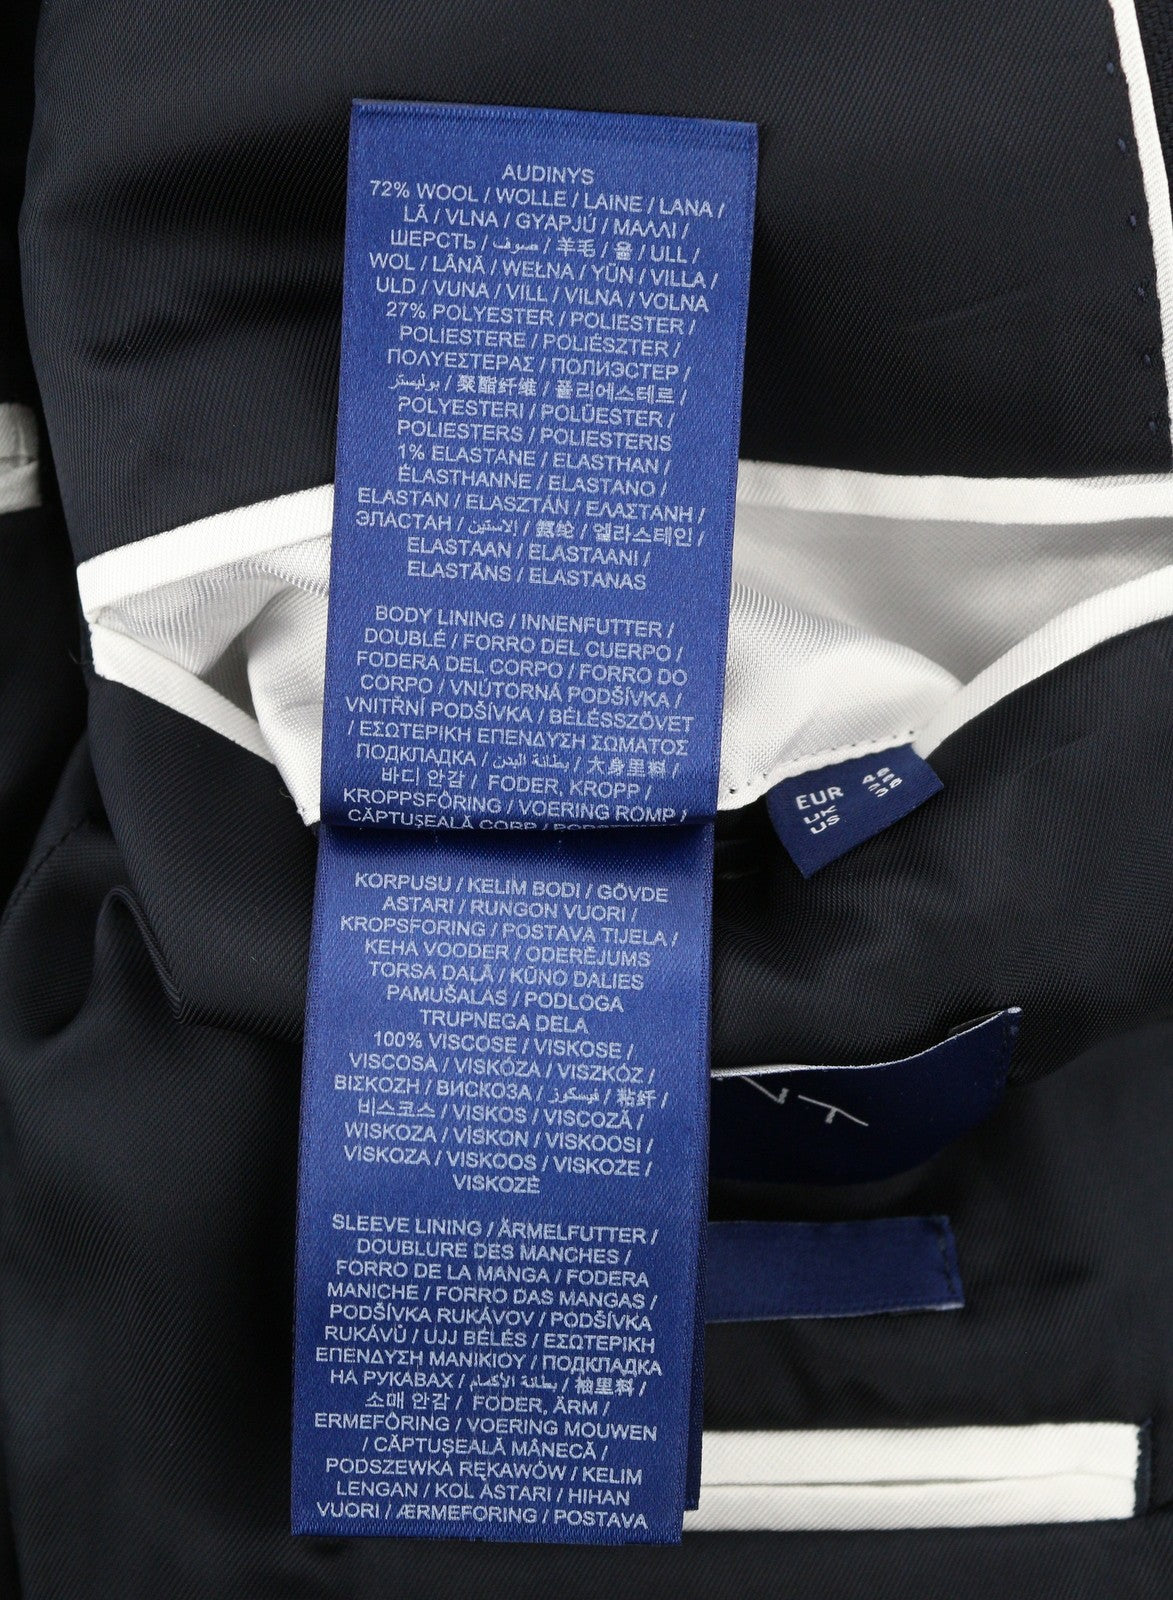 AUDINYS
72% WOOL / WOLLE / LAINE / LANA /
LÃ / VLNA / GYAPJÚ / ΜΑΛΛΙ /
ШЕРСТЬ / صوف / 羊毛 / 울 / ULL /
WOL / LÂNĂ / WEŁNA / YÜN / VILLA /
ULD / VUNA / VILL / VILNA / VOLNA
27% POLYESTER / POLIESTER /
POLIESTERE / POLIÉSZTER /
ΠΟΛΥΕΣΤΕΡΑΣ / ПОЛИЭСТЕР /
بوليستر / 聚酯纤维 / 폴리에스테르 /
POLYESTERI / POLÜESTER /
POLIESTERS / POLIESTERIS
1% ELASTANE / ELASTHAN /
ÉLASTHANNE / ELASTANO /
ELASTAN / ELASZTÁN / ΕΛΑΣΤΑΝΗ /
ЭЛАСТАН / الاستين / 氨纶 / 엘라스테인 /
ELASTAAN / ELASTAANI /
ELASTĀNS / ELASTANAS
BODY LINING / INNENFUTTER /
DOUBLÉ / FORRO DEL CUERPO /
FODERA DEL CORPO / FORRO DO
CORPO / VNÚTORNÁ PODŠÍVKA /
VNITŘNÍ PODŠÍVKA / BÉLÉSSZÖVET
/ ΕΣΩΤΕΡΙΚΗ ΕΠΕΝΔΥΣΗ ΣΩΜΑΤΟΣ
ПОДКЛАДКА / بطانة البدن / 大身里料 /
바디 안감 / FODER, KROPP /
KROPPSFÔRING / VOERING ROMP /
CĂPTUȘEALĂ CORP /
KORPUSU / KELIM BODI / GÖVDE
ASTARI / RUNGON VUORI /
KROPSFORING / POSTAVA TIJELA /
KEHA VOODER / ODERĒJUMS
TORSA DAĻĀ / KŪNO DALIES
PAMUŠALAS / PODLOGA
TRUPNEGA DELA
100% VISCOSE / VISKOSE /
VISCOSA / VISKÓZA / VISZKÓZ /
ΒΙΣΚΟΖΗ / ВИСКОЗА / فيسكوز / 粘纤 /
비스코스 / VISKOS / VISCOZĂ /
WISKOZA / VİSKON / VISKOOSI /
VISKOZA / VISKOOS / VISKOZE /
VISKOZĖ
SLEEVE LINING / ÄRMELFUTTER /
DOUBLURE DES MANCHES /
FORRO DE LA MANGA / FODERA
MANICHE / FORRO DAS MANGAS /
PODŠÍVKA RUKÁVOV / PODŠÍVKA
RUKÁVŮ / UJJ BÉLÉS / ΕΣΩΤΕΡΙΚΗ
ΕΠΕΝΔΥΣΗ ΜΑΝΙΚΙΟΥ / ПОДКЛАДКА
НА РУКАВАХ / بطانة الأكمام / 袖里料 /
소매 안감 / FODER, ÄRM /
ERMEFÔRING / VOERING MOUWEN
/ CĂPTUȘEALĂ MÂNECĂ /
PODSZEWKA RĘKAWÓW / KELIM
LENGAN / KOL ASTARI / HIHAN
VUORI / ÆRMEFORING / POSTAVA
EUR 48
UK 38
US 38